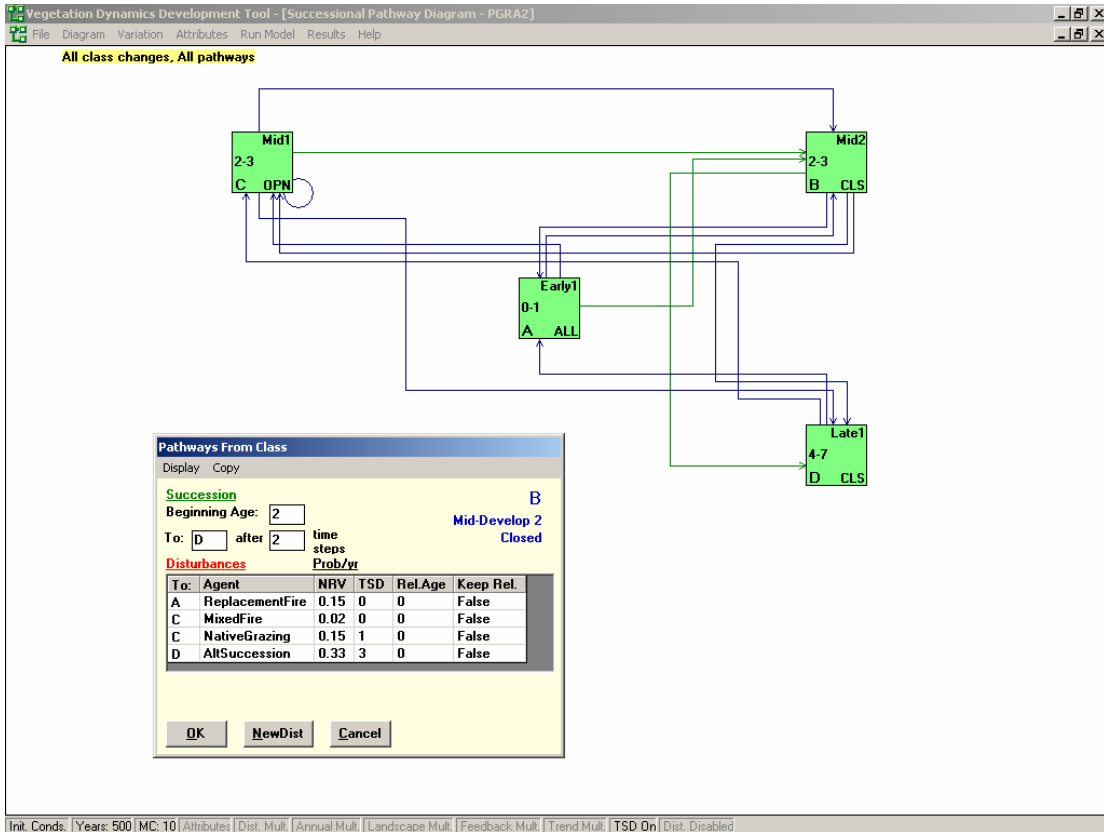 Vegetation Dynamics Development Tool - [Successional Pathway Diagram - PGRA2]
File Diagram Variation Attributes Run Model Results Help
All class changes, All pathways
Mid1
2-3
C OPN
Mid2
2-3
B CLS
Early1
0-1
A ALL
Late1
4-7
D CLS
Pathways From Class
Display Copy
Succession
B
Beginning Age: 2
Mid-Develop 2
To: D after 2 time steps
Closed
Disturbances Prob/yr
To: Agent NRV TSD Rel.Age Keep Rel.
A ReplacementFire 0.15 0 0 False
C MixedFire 0.02 0 0 False
C NativeGrazing 0.15 1 0 False
D AltSuccession 0.33 3 0 False
OK NewDist Cancel
Init. Conds. Years: 500 MC: 10 Attributes Dist. Mult. Annual Mult. Landscape Mult. Feedback Mult. Trend Mult. TSD On Dist. Disabled